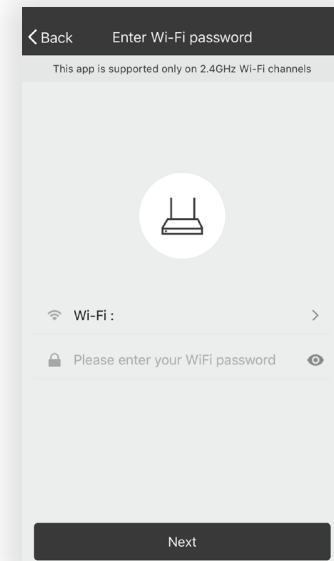 Back
Enter Wi-Fi password
This app is supported only on 2.4GHz Wi-Fi channels
Wi-Fi :
Please enter your WiFi password
Next